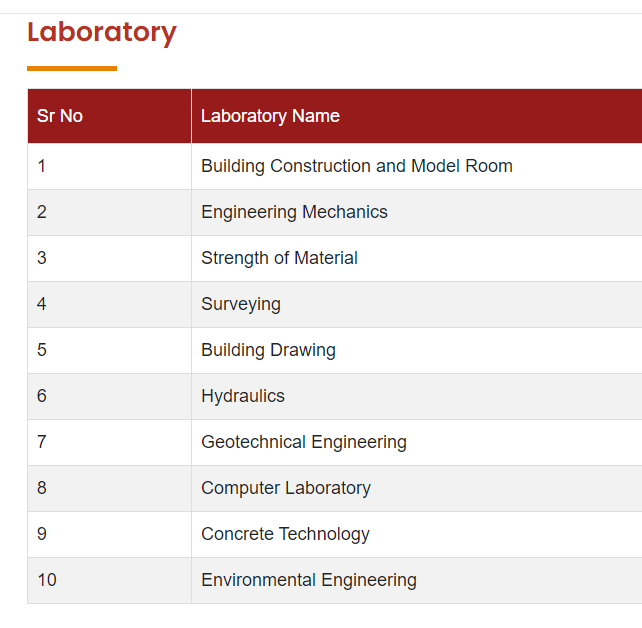 Laboratory
Sr No Laboratory Name
1 Building Construction and Model Room
2 Engineering Mechanics
3 Strength of Material
4 Surveying
5 Building Drawing
6 Hydraulics
7 Geotechnical Engineering
8 Computer Laboratory
9 Concrete Technology
10 Environmental Engineering